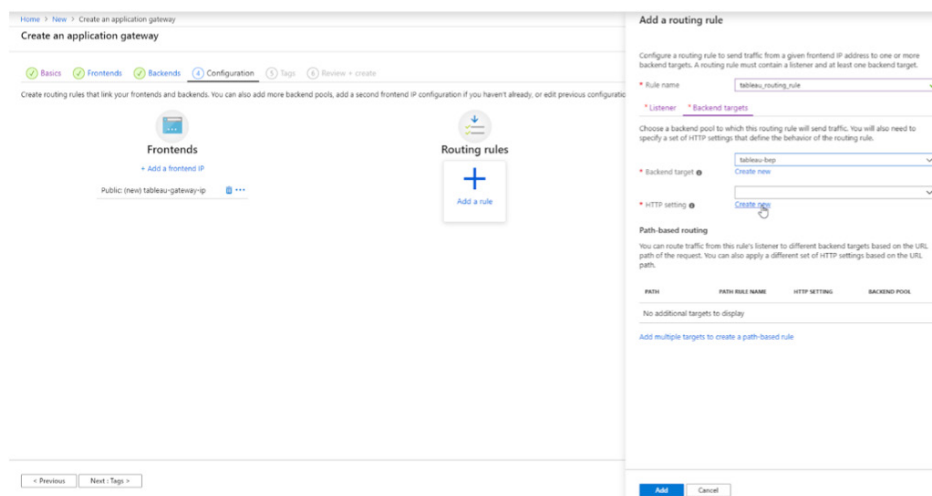 Home > New > Create an application gateway
Create an application gateway
Basics Frontends Backends 4 Configuration 5 Tags 6 Review + create
Create routing rules that link your frontends and backends. You can also add more backend pools, add a second frontend IP configuration if you haven't already, or edit previous configuratio
Frontends
+ Add a frontend IP
Public: (new) tableau-gateway-ip
Routing rules
Add a rule
< Previous
Next : Tags >
Add a routing rule
Configure a routing rule to send traffic from a given frontend IP address to one or more
backend targets. A routing rule must contain a listener and at least one backend target.
* Rule name tableau_routing_rule
* Listener * Backend targets
Choose a backend pool to which this routing rule will send traffic. You will also need to
specify a set of HTTP settings that define the behavior of the routing rule.
tableau-bep
* Backend target Create new
* HTTP setting Create new
Path-based routing
You can route traffic from this rule's listener to different backend targets based on the URL
path of the request. You can also apply a different set of HTTP settings based on the URL
path.
PATH PATH RULE NAME HTTP SETTING BACKEND POOL
No additional targets to display
Add multiple targets to create a path-based rule
Add Cancel